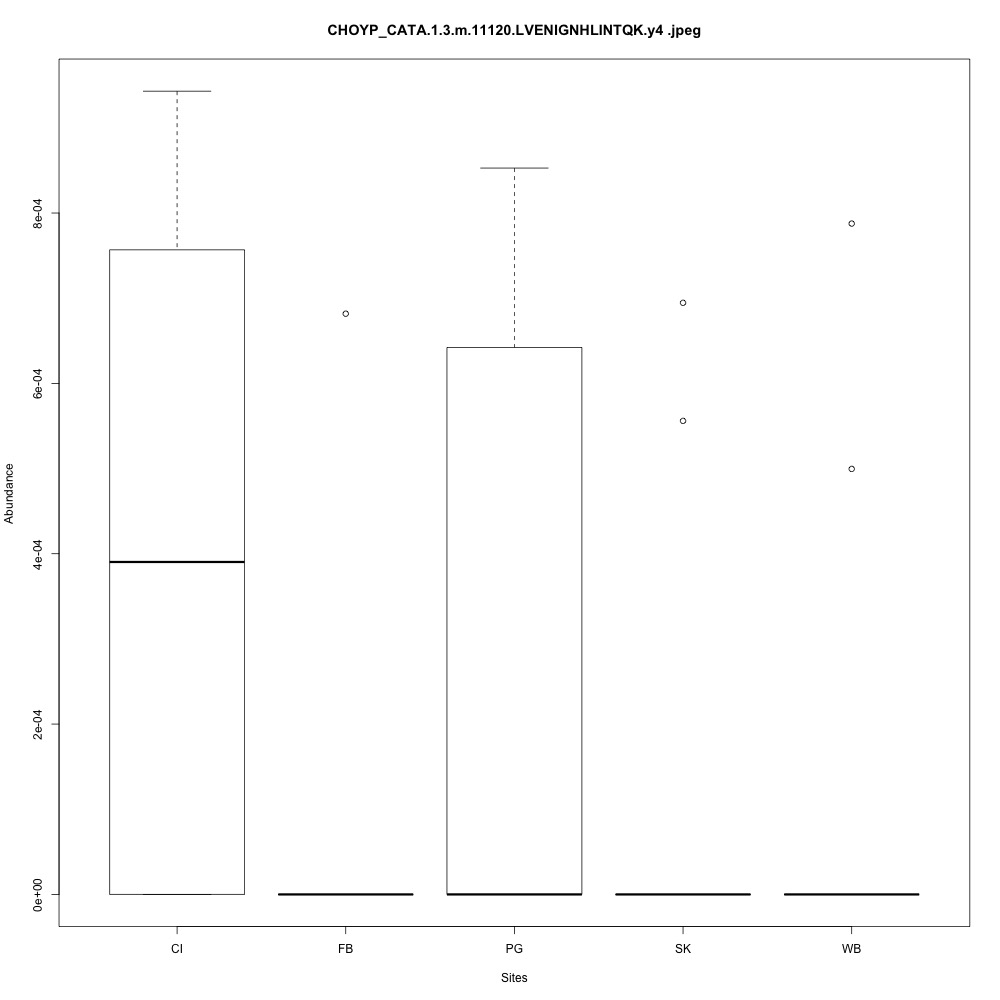 CHOYP_CATA.1.3.m.11120.LVENIGNHLINTQK.y4 .jpeg
Abundance
8e-04
6e-04
4e-04
2e-04
0e+00
CI FB PG SK WB
Sites